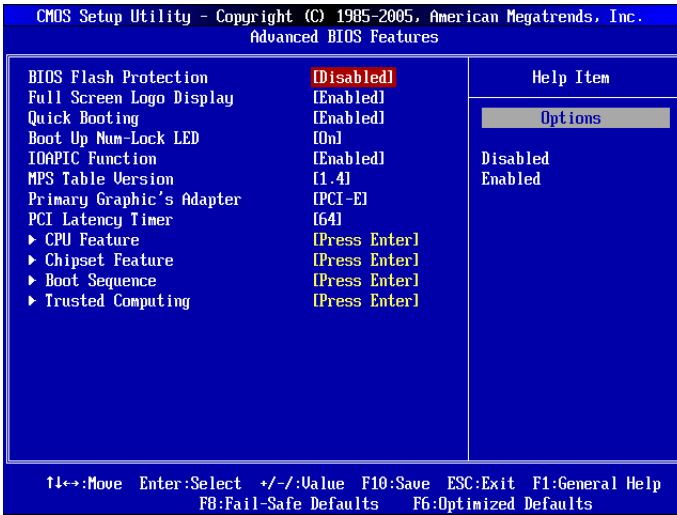 CMOS Setup Utility - Copyright (C) 1985-2005, American Megatrends, Inc.
Advanced BIOS Features
BIOS Flash Protection [Disabled]
Full Screen Logo Display [Enabled]
Quick Booting [Enabled]
Boot Up Num-Lock LED [On]
IOAPIC Function [Enabled]
MPS Table Version [1.4]
Primary Graphic's Adapter [PCI-E]
PCI Latency Timer [64]
▸ CPU Feature [Press Enter]
▸ Chipset Feature [Press Enter]
▸ Boot Sequence [Press Enter]
▸ Trusted Computing [Press Enter]
Help Item
Options
Disabled
Enabled
↑↓←→:Move Enter:Select +/-/:Value F10:Save ESC:Exit F1:General Help
F8:Fail-Safe Defaults F6:Optimized Defaults